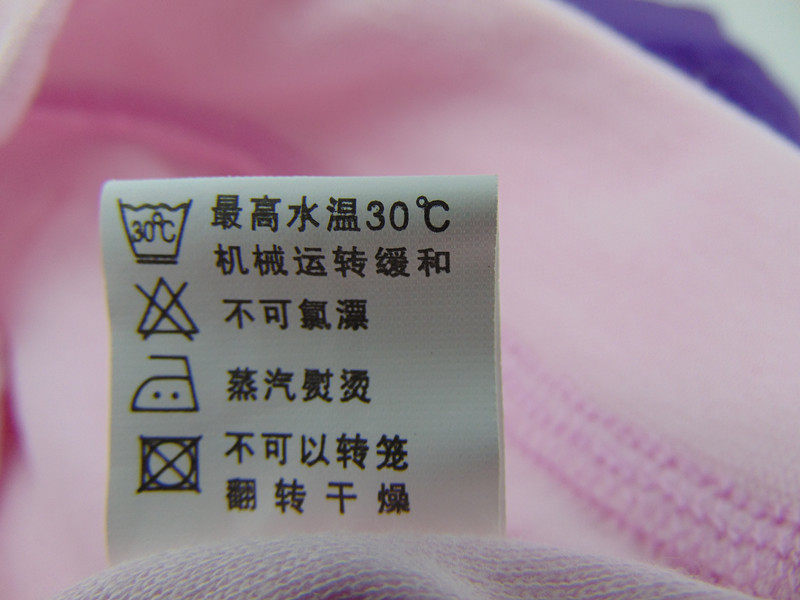 30℃ 最高水温30℃
机械运转缓和
不可氯漂
蒸汽熨烫
不可以转笼
翻转干燥